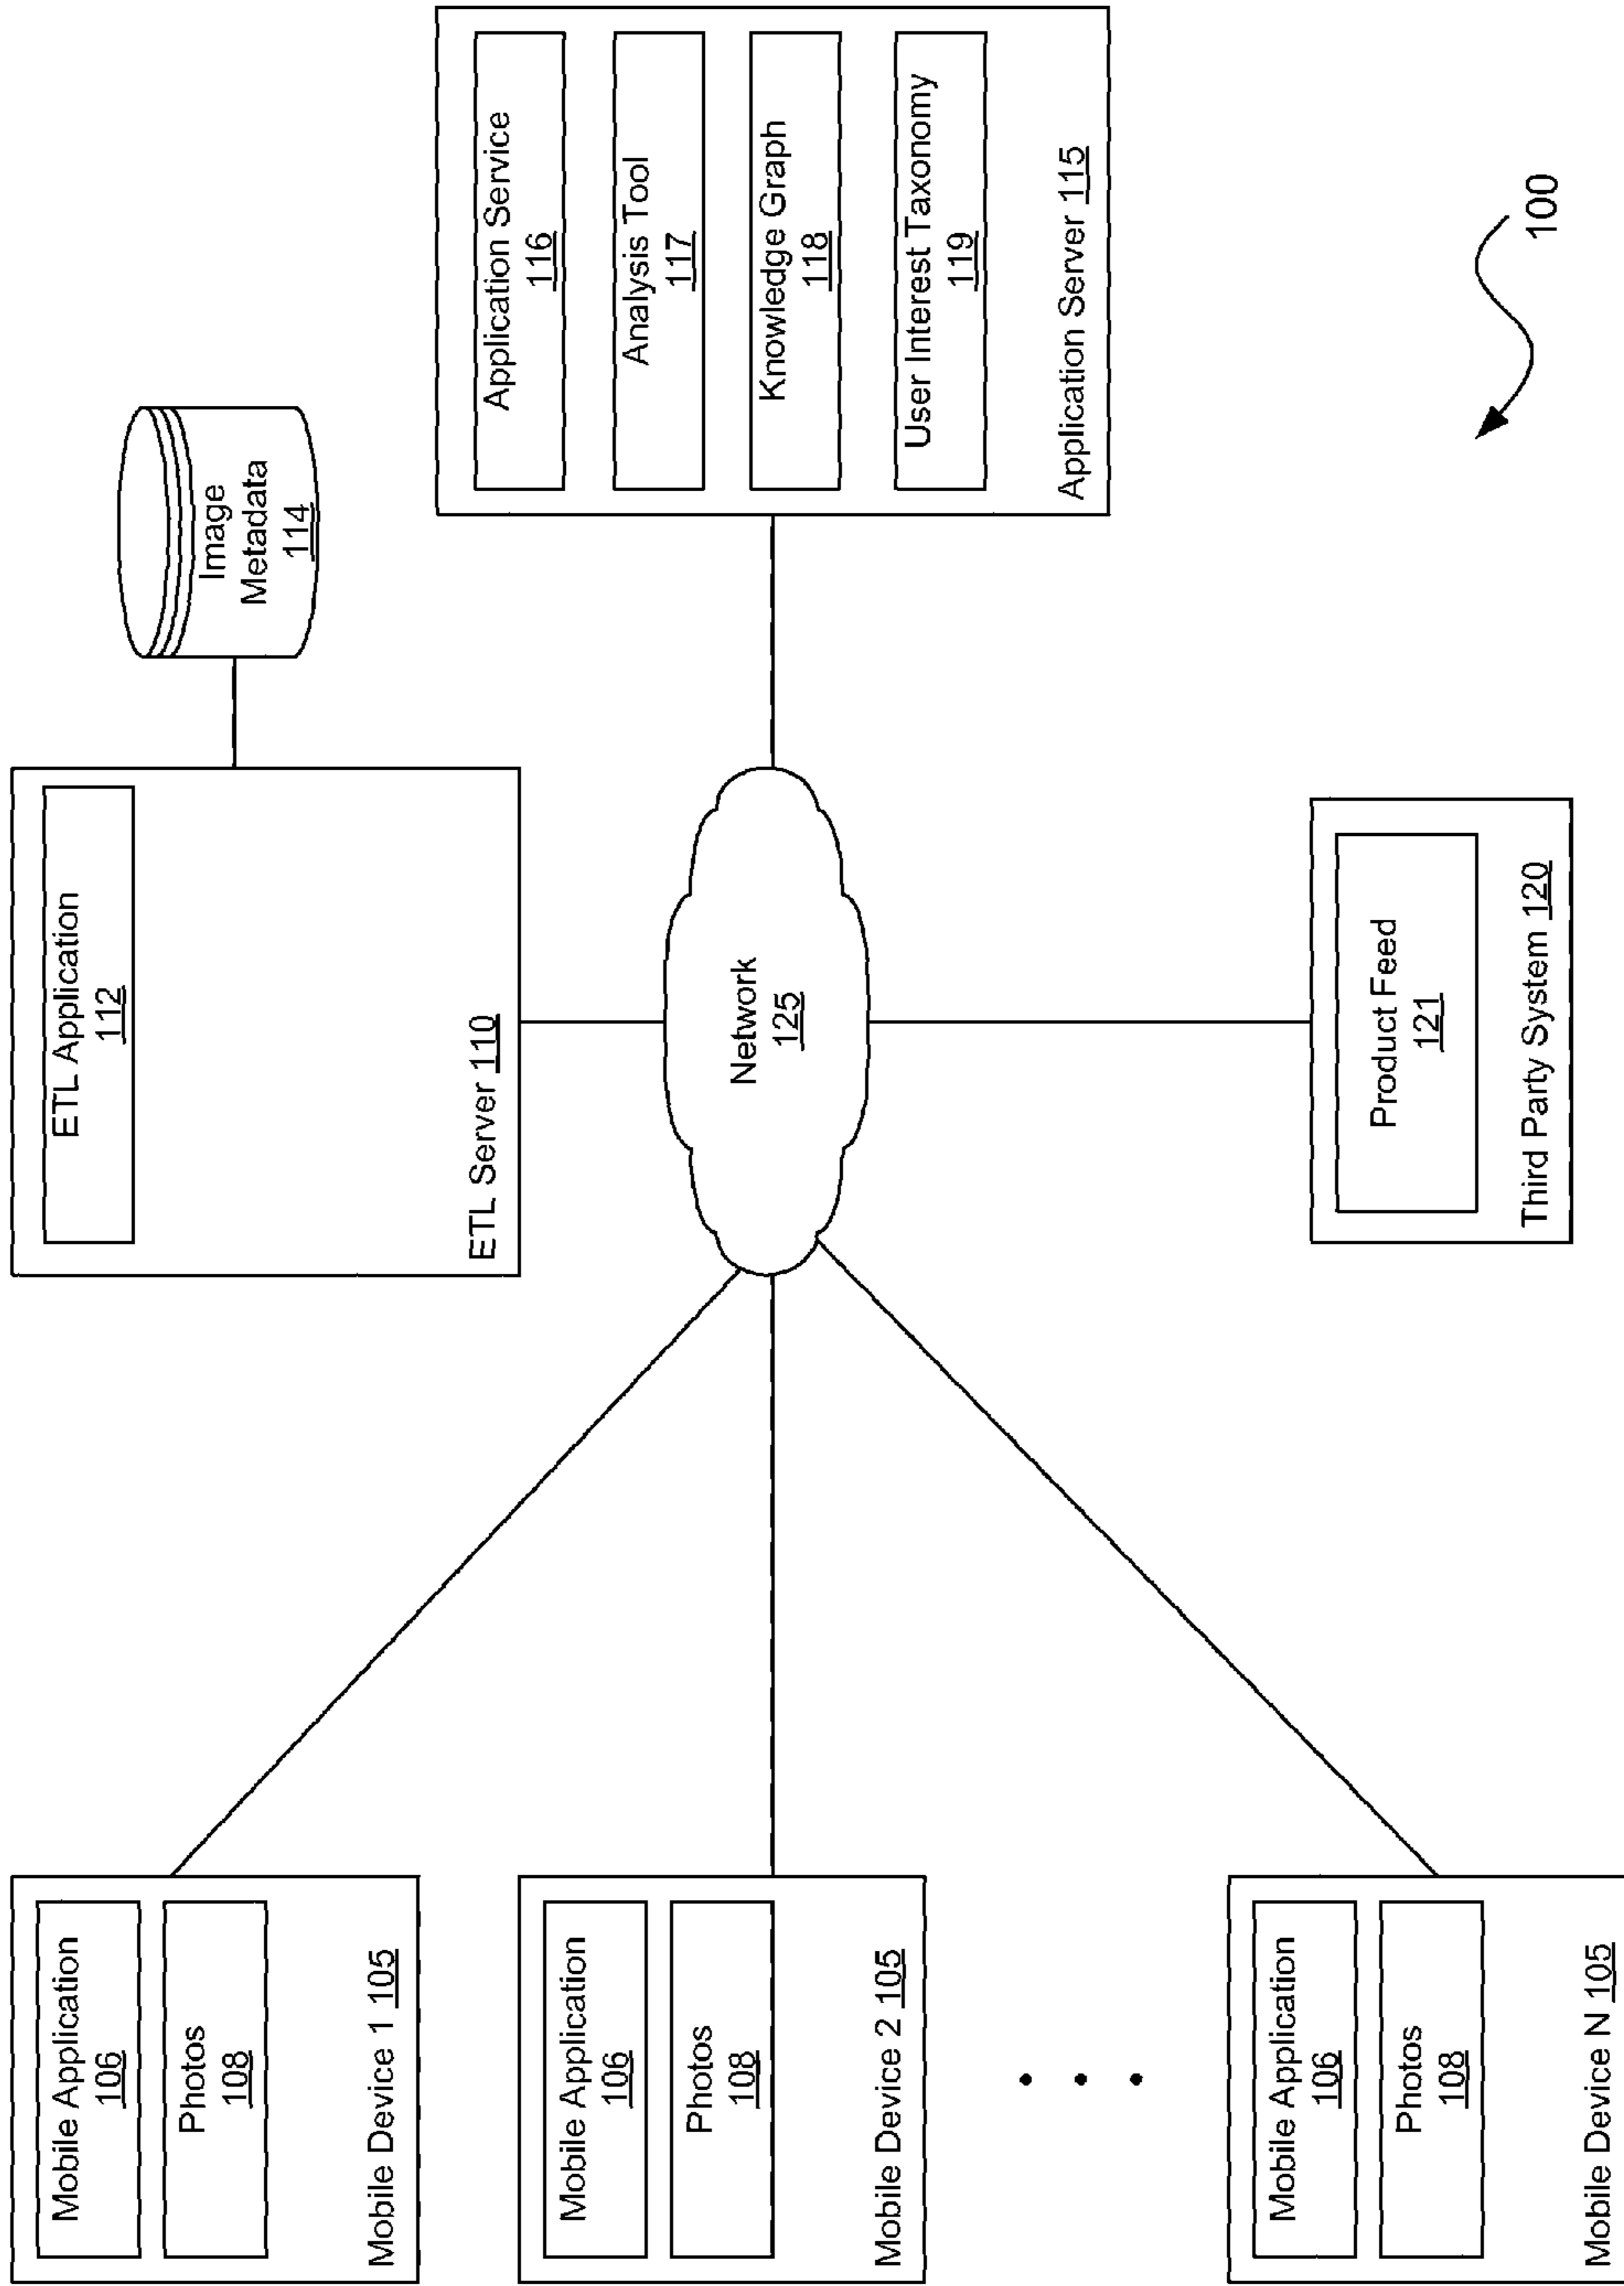 Mobile Application
106
Photos
108
Mobile Device 1 105
Mobile Application
106
Photos
108
Mobile Device 2 105
Mobile Application
106
Photos
108
Mobile Device N 105
ETL Application
112
ETL Server 110
Image
Metadata
114
Network
125
Product Feed
121
Third Party System 120
Application Service
116
Analysis Tool
117
Knowledge Graph
118
User Interest Taxonomy
119
Application Server 115
100